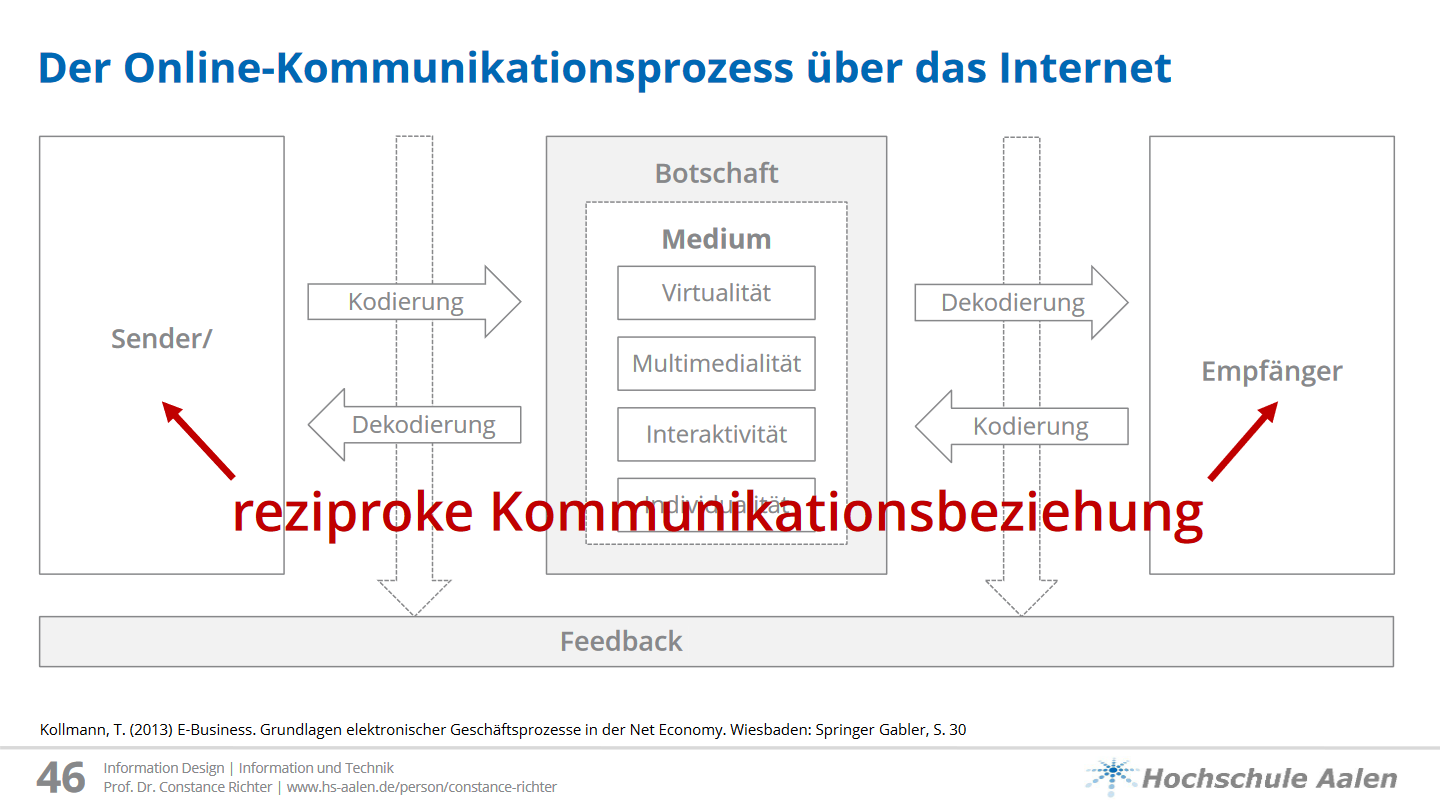 Der Online-Kommunikationsprozess über das Internet
Sender/
Kodierung
Dekodierung
Botschaft
Medium
Virtualität
Multimedialität
Interaktivität
Individualität
Dekodierung
Kodierung
Empfänger
reziproke Kommunikationsbeziehung
Feedback
Kollmann, T. (2013) E-Business. Grundlagen elektronischer Geschäftsprozesse in der Net Economy. Wiesbaden: Springer Gabler, S. 30
46
Information Design | Information und Technik
Prof. Dr. Constance Richter | www.hs-aalen.de/person/constance-richter
Hochschule Aalen